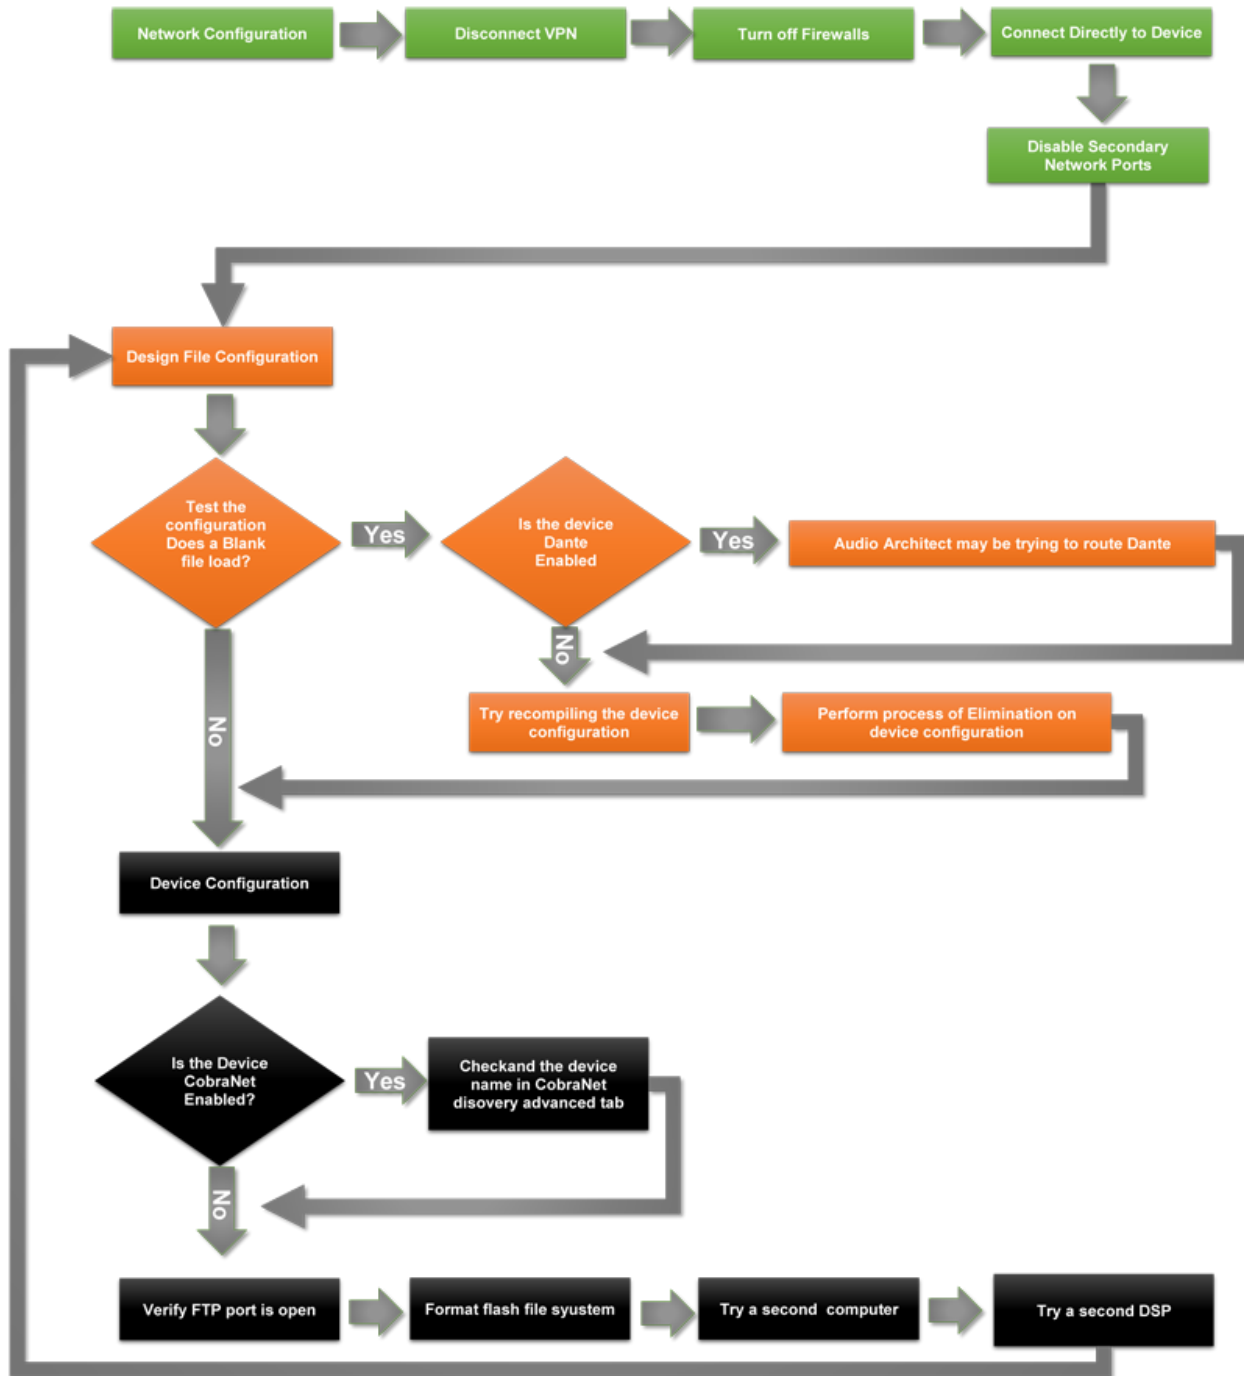 Network Configuration
Disconnect VPN
Turn off Firewalls
Connect Directly to Device
Disable Secondary
Network Ports
Design File Configuration
Test the
configuration
Does a Blank
file load?
Yes
Is the device
Dante
Enabled
Yes
Audio Architect may be trying to route Dante
No
No
Try recompiling the device
configuration
Perform process of Elimination on
device configuration
Device Configuration
Is the Device
CobraNet
Enabled?
Yes
Checkand the device
name in CobraNet
disovery advanced tab
No
Verify FTP port is open
Format flash file syustem
Try a second computer
Try a second DSP